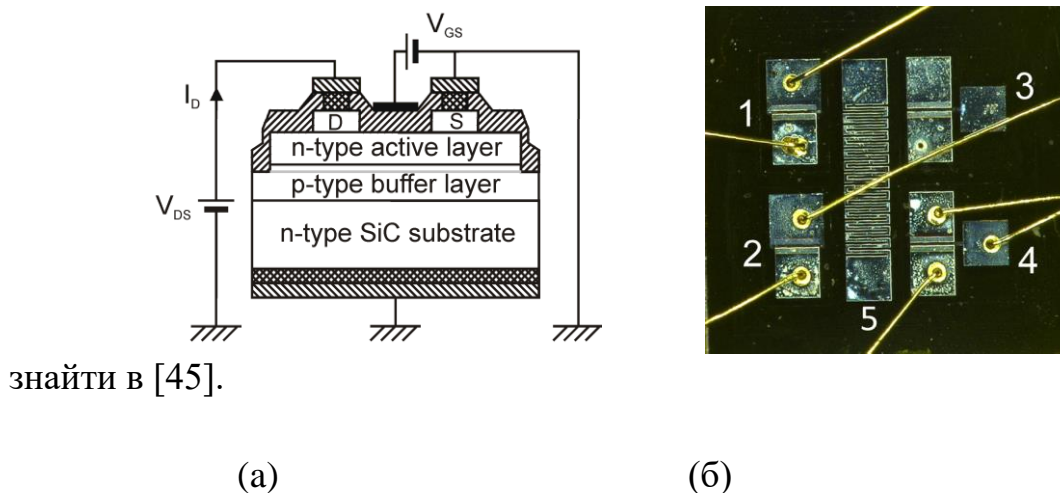 V_GS
I_D
D
S
n-type active layer
p-type buffer layer
V_DS
n-type SiC substrate
1
3
2
4
5
знайти в [45].
(а)
(б)